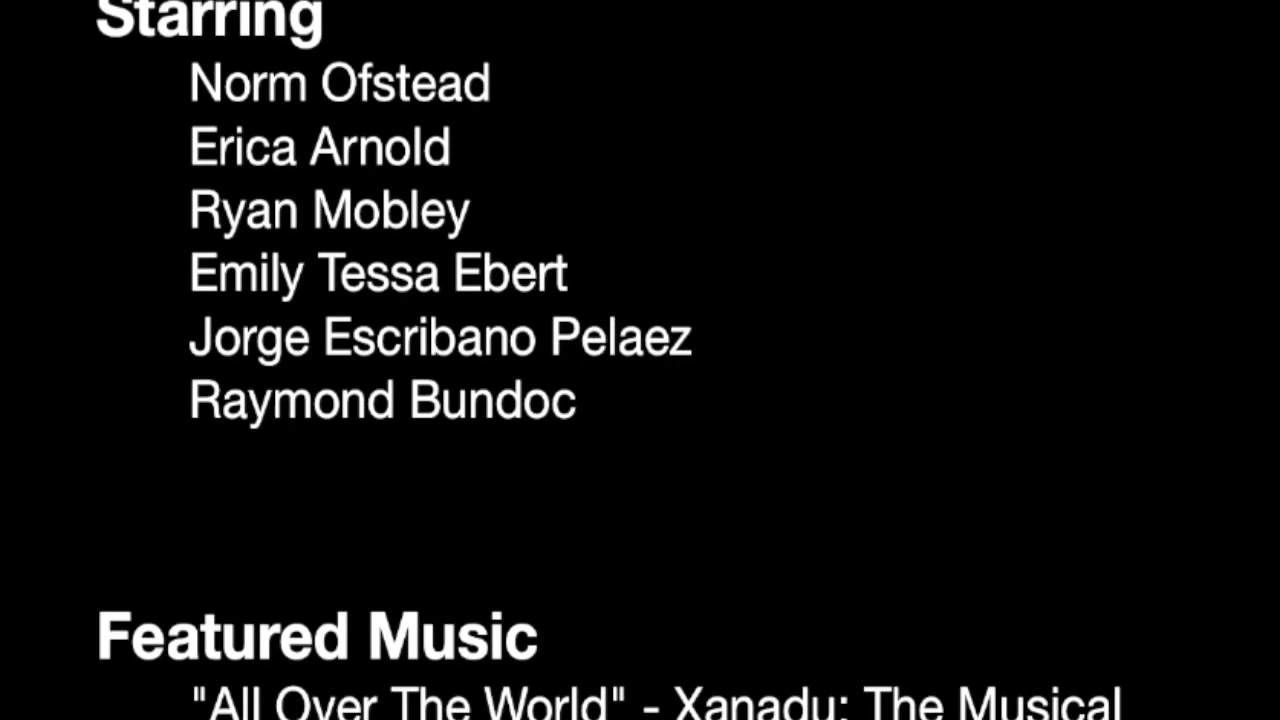 Starring
Norm Ofstead
Erica Arnold
Ryan Mobley
Emily Tessa Ebert
Jorge Escribano Pelaez
Raymond Bundoc
Featured Music
"All Over The World" - Xanadu: The Musical